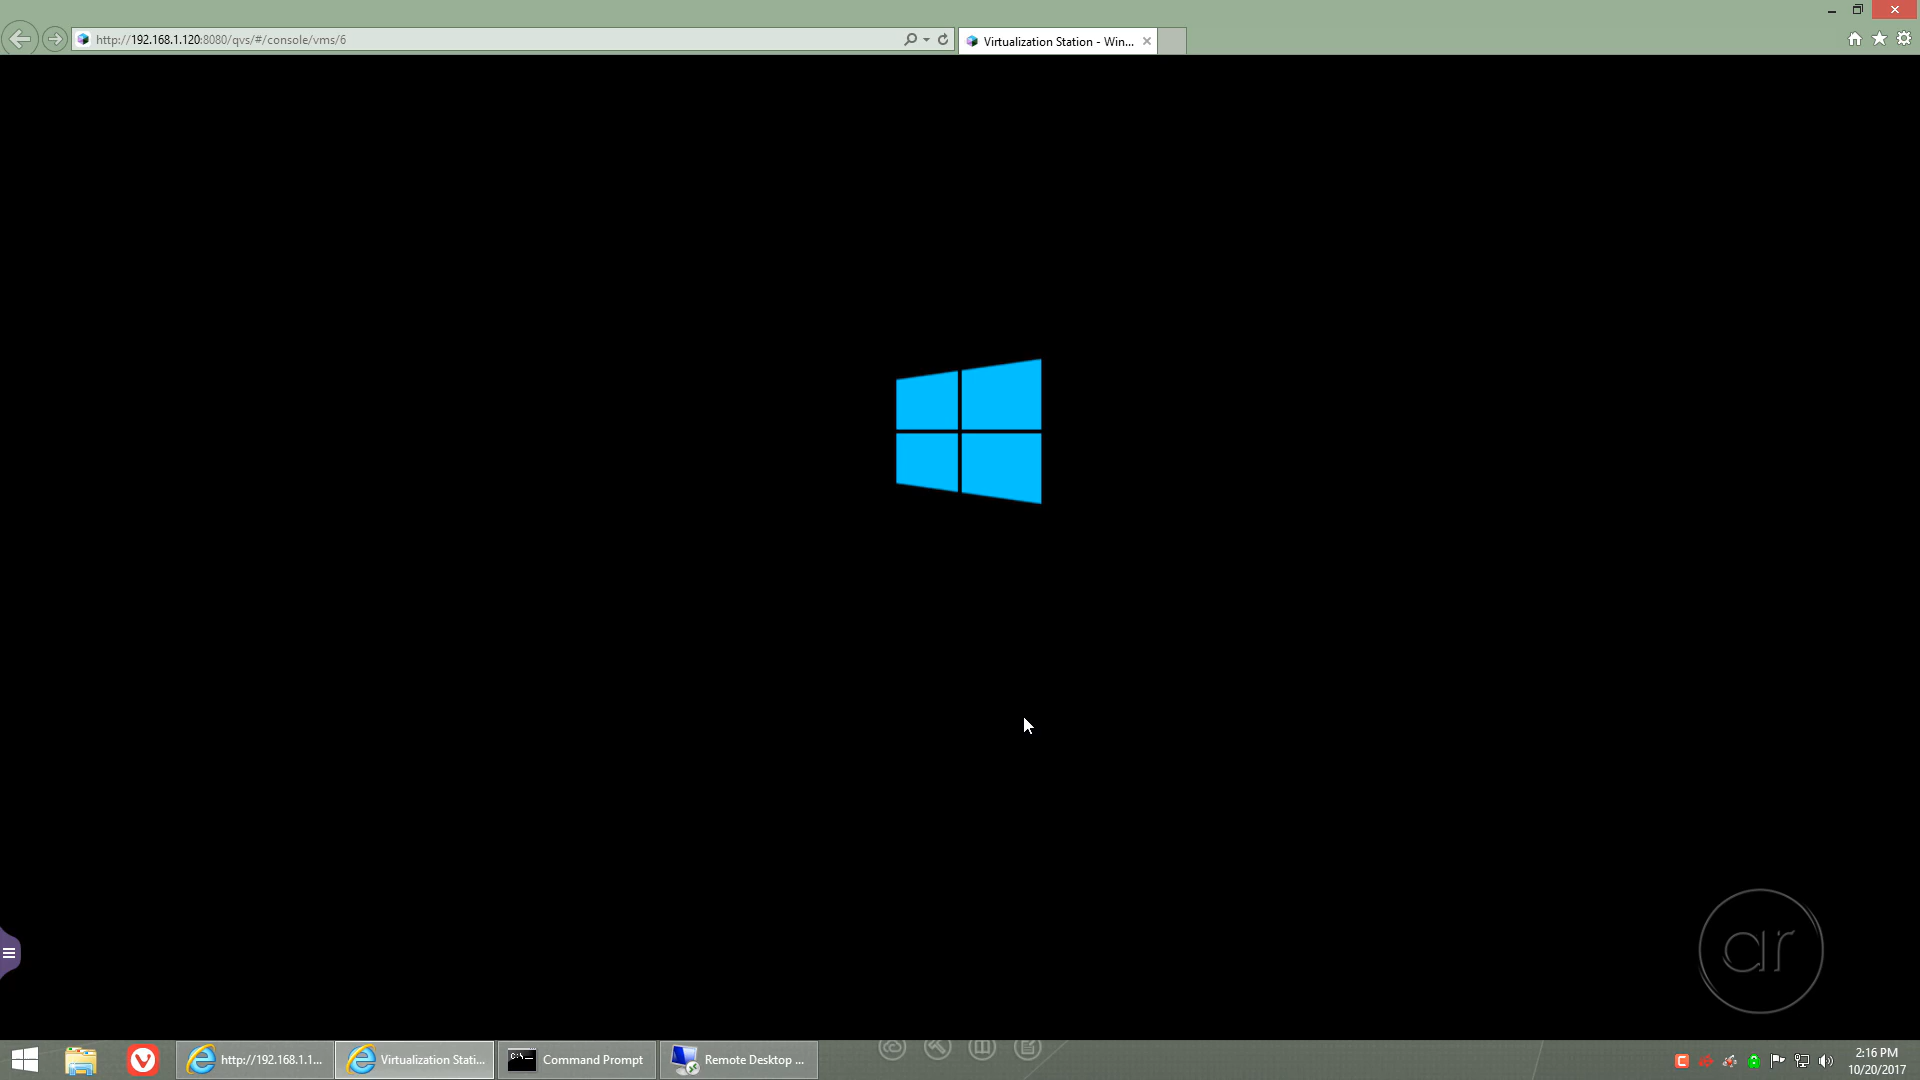 http://192.168.1.120:8080/qvs/#/console/vms/6
Virtualization Station - Win...
ar
http://192.168.1.1...
Virtualization Stati...
C:\._
Command Prompt
Remote Desktop ...
2:16 PM
10/20/2017